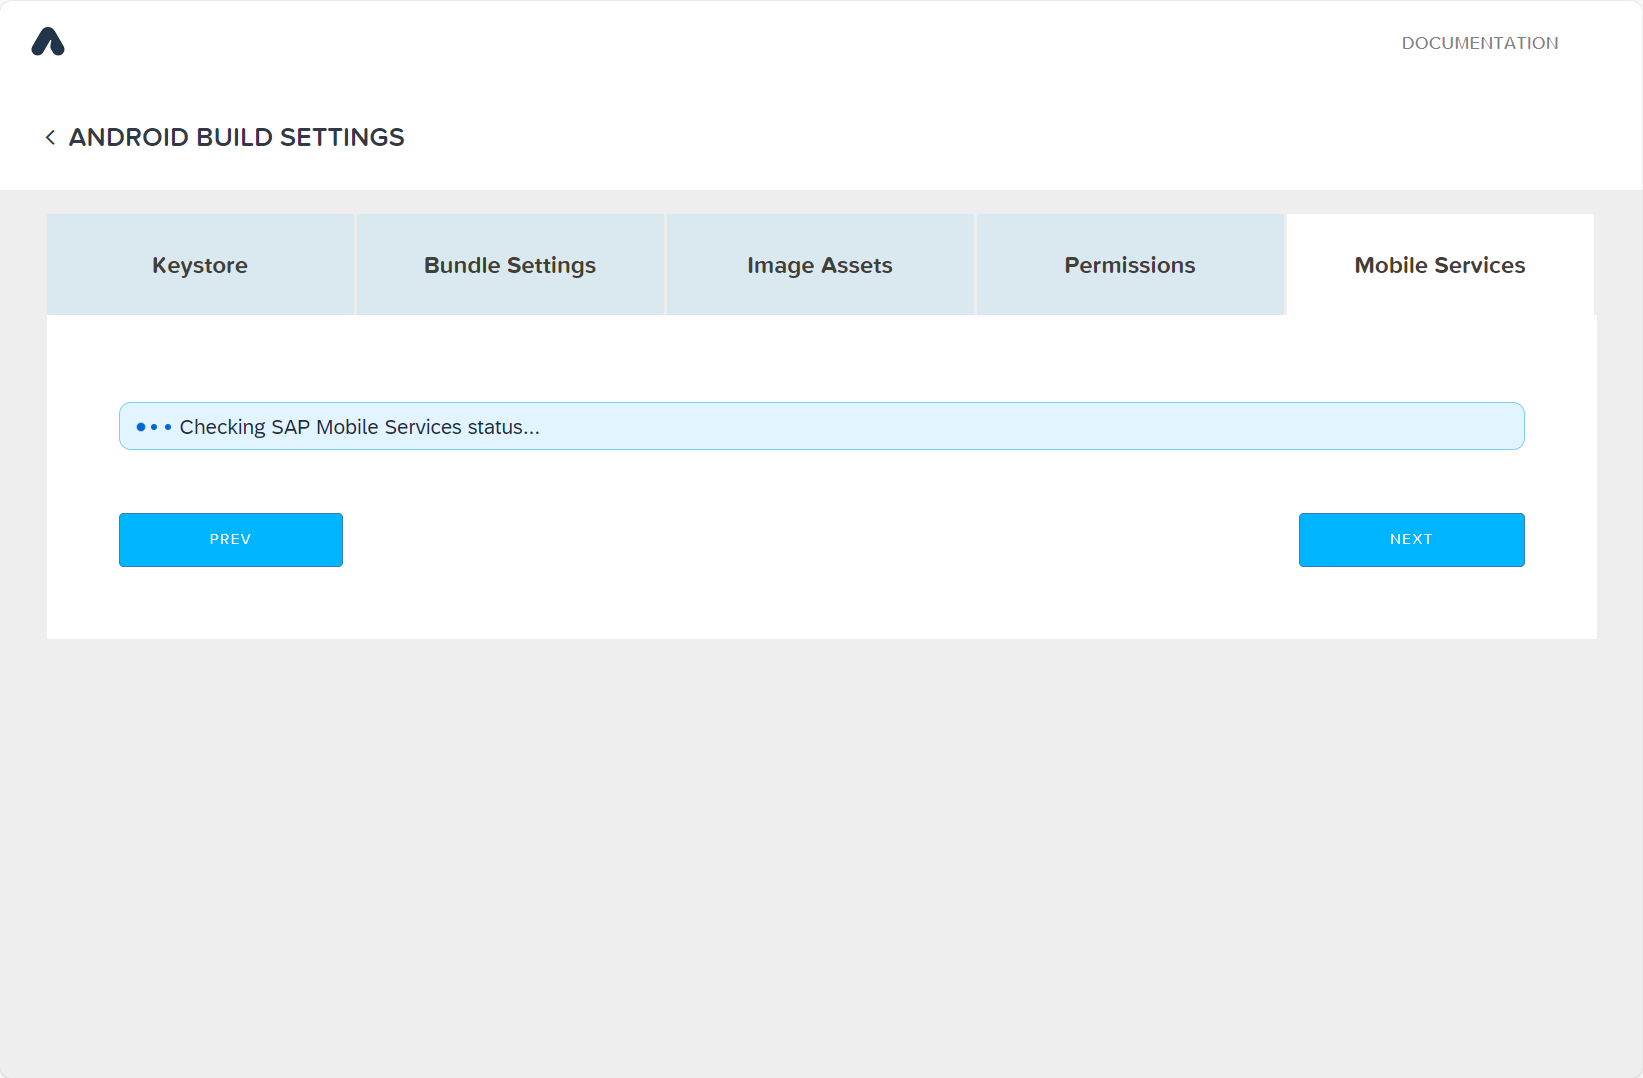 DOCUMENTATION
ANDROID BUILD SETTINGS
Keystore
Bundle Settings
Image Assets
Permissions
Mobile Services
Checking SAP Mobile Services status...
PREV
NEXT